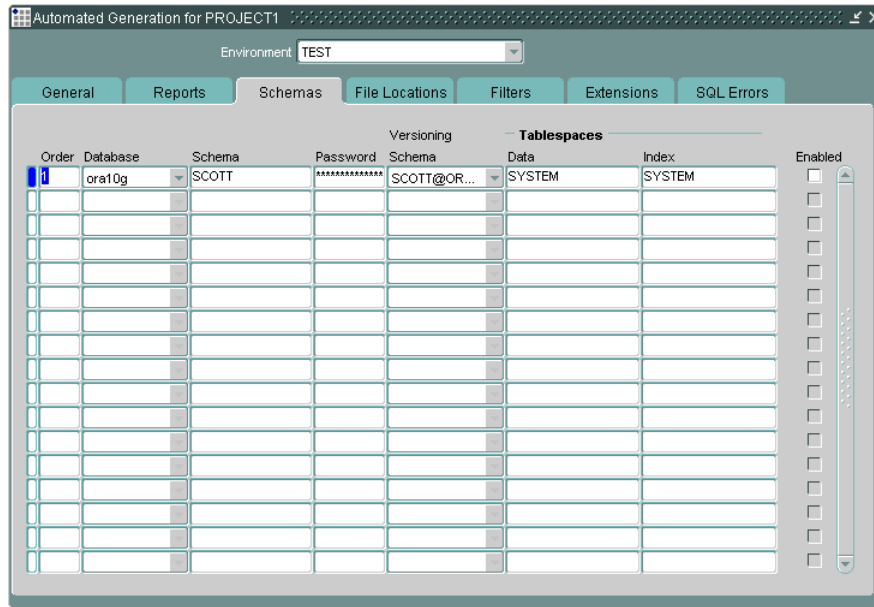 Automated Generation for PROJECT1
Environment TEST
General Reports Schemas File Locations Filters Extensions SQL Errors
Versioning Tablespaces
Order Database Schema Password Schema Data Index Enabled
1 ora10g SCOTT ************** SCOTT@OR... SYSTEM SYSTEM